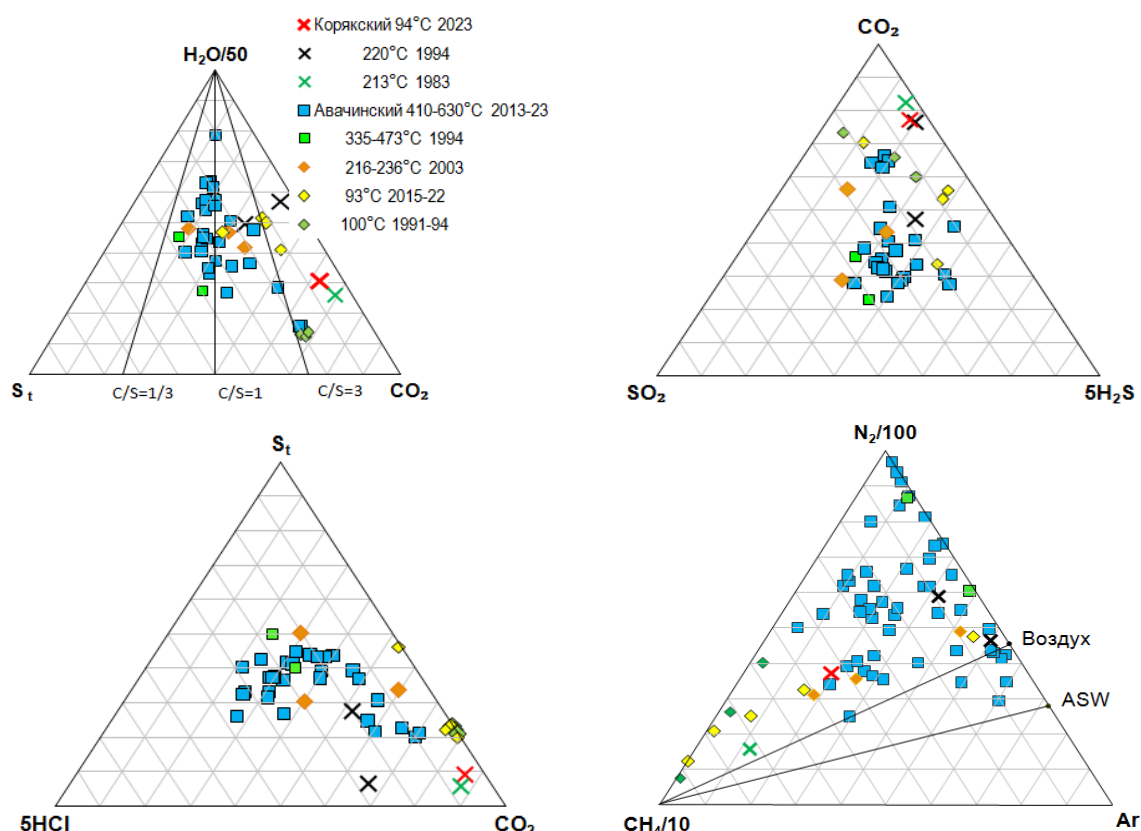 H₂O/50
Корякский 94°C 2023
220°C 1994
213°C 1983
Авачинский 410-630°C 2013-23
335-473°C 1994
216-236°C 2003
93°C 2015-22
100°C 1991-94
Sₜ
C/S=1/3
C/S=1
C/S=3
CO₂
CO₂
SO₂
5H₂S
Sₜ
5HCl
CO₂
N₂/100
Воздух
ASW
CH₄/10
Ar